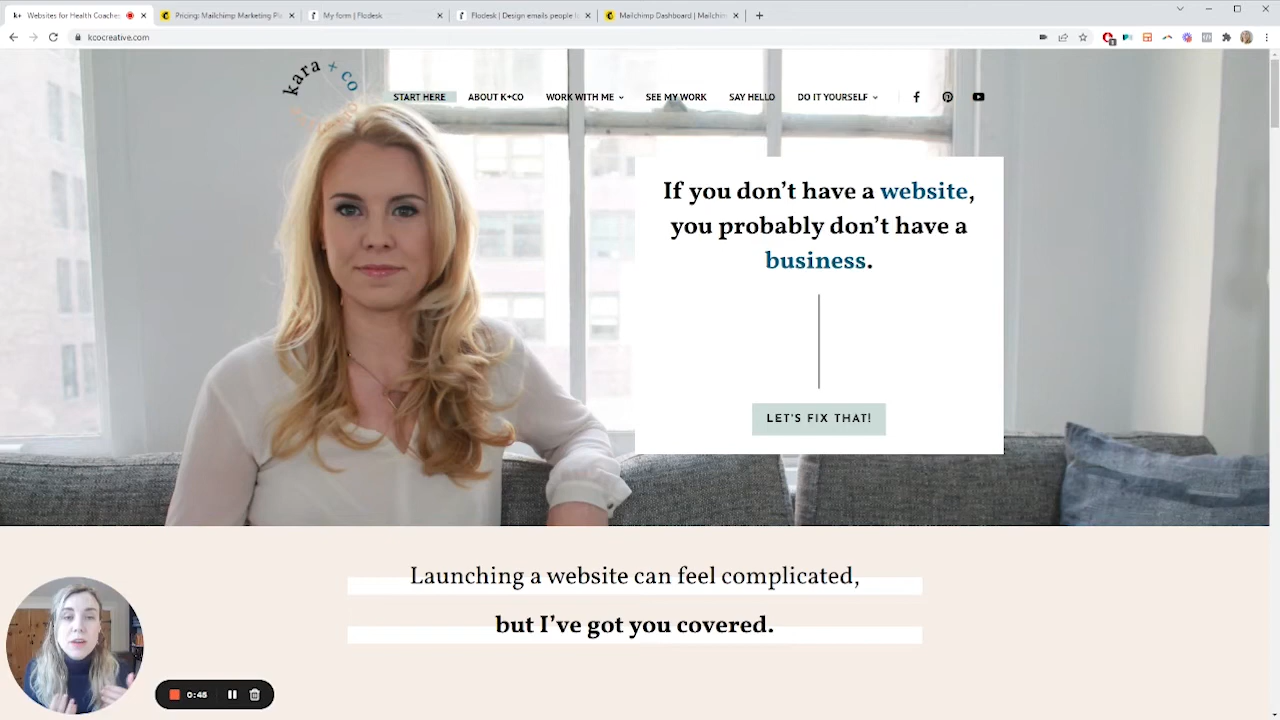 Websites for Health Coaches
Pricing: Mailchimp Marketing Pl
My form | Flodesk
Flodesk | Design emails people l
Mailchimp Dashboard | Mailchim
kcocreative.com
kara + co
START HERE
ABOUT K+CO
WORK WITH ME
SEE MY WORK
SAY HELLO
DO IT YOURSELF
If you don't have a website,
you probably don't have a
business.
LET'S FIX THAT!
Launching a website can feel complicated,
but I've got you covered.
0:45